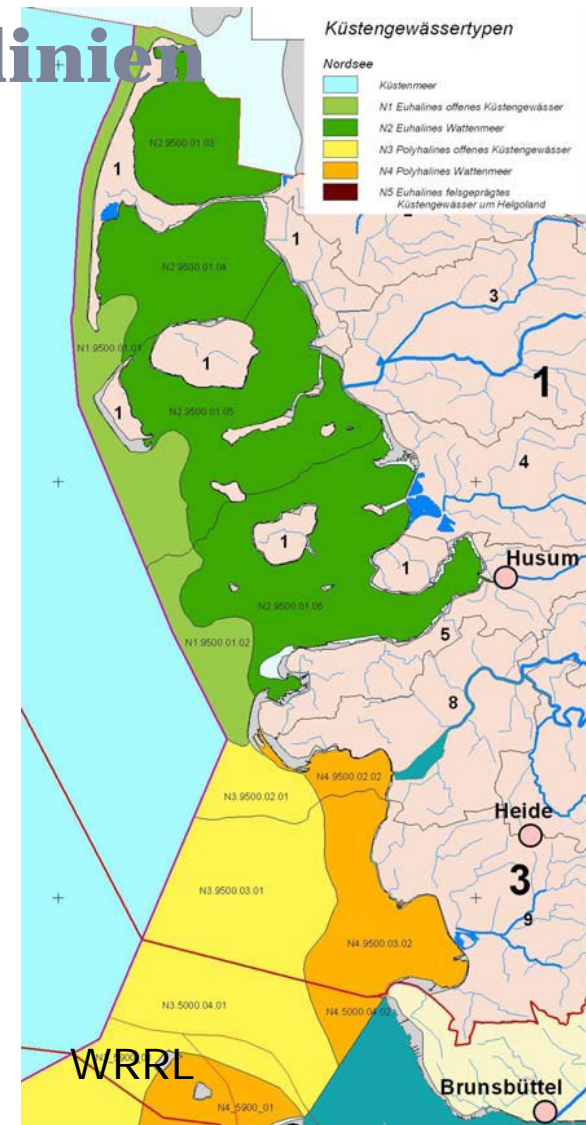 linien
Küstengewässertypen
Nordsee
Küstenmeer
N1 Euhalines offenes Küstengewässer
N2 Euhalines Wattenmeer
N3 Polyhalines offenes Küstengewässer
N4 Polyhalines Wattenmeer
N5 Euhalines felsgeprägtes
Küstengewässer um Helgoland
N2.9500.01.03
1
1
N2.9500.01.04
3
N1.9500.01.01
1
1
1
N2.9500.01.05
4
1
1
Husum
N2.9500.01.06
5
N1.9500.01.02
8
N4.9500.02.02
N3.9500.02.01
Heide
3
N3.9500.03.01
9
N4.9500.03.02
N3.5000.04.01
N4.5000.04.02
WRRL
N4_5900_01
Brunsbüttel